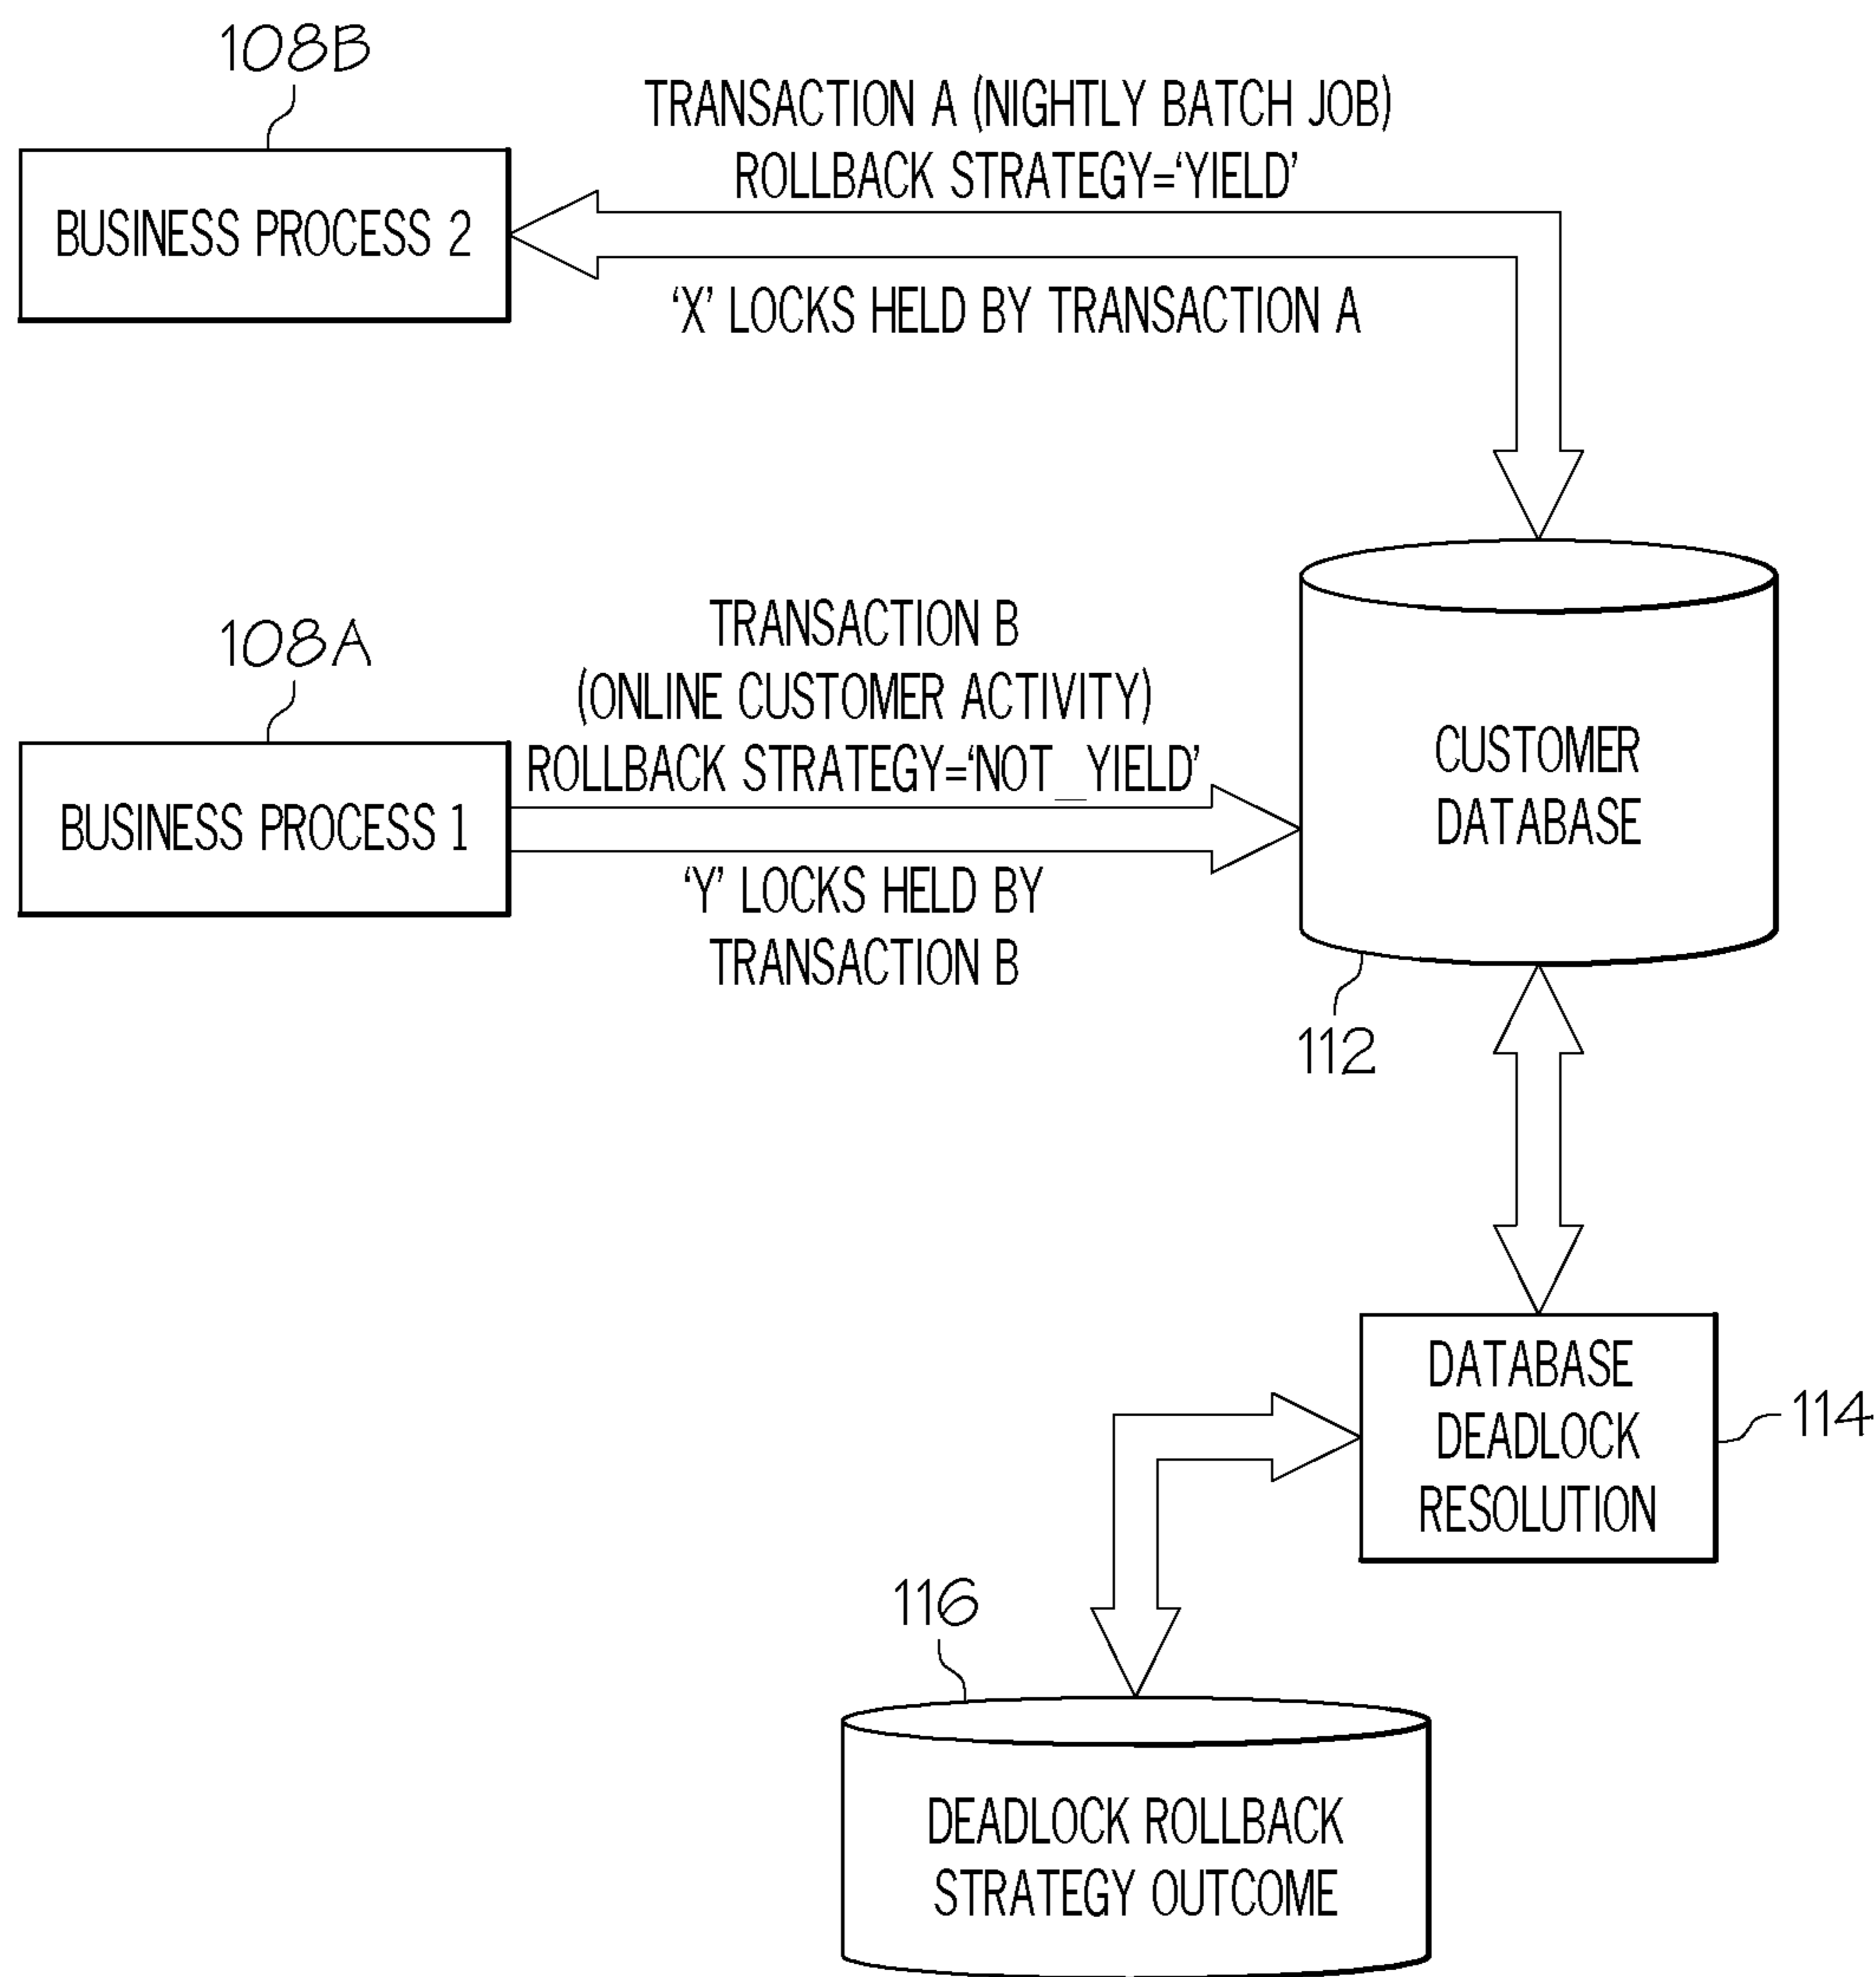 108B
TRANSACTION A (NIGHTLY BATCH JOB)
ROLLBACK STRATEGY=‘YIELD’
BUSINESS PROCESS 2
‘X’ LOCKS HELD BY TRANSACTION A
108A
TRANSACTION B
(ONLINE CUSTOMER ACTIVITY)
ROLLBACK STRATEGY=‘NOT_YIELD’
BUSINESS PROCESS 1
‘Y’ LOCKS HELD BY
TRANSACTION B
CUSTOMER
DATABASE
112
DATABASE
DEADLOCK
RESOLUTION
114
116
DEADLOCK ROLLBACK
STRATEGY OUTCOME